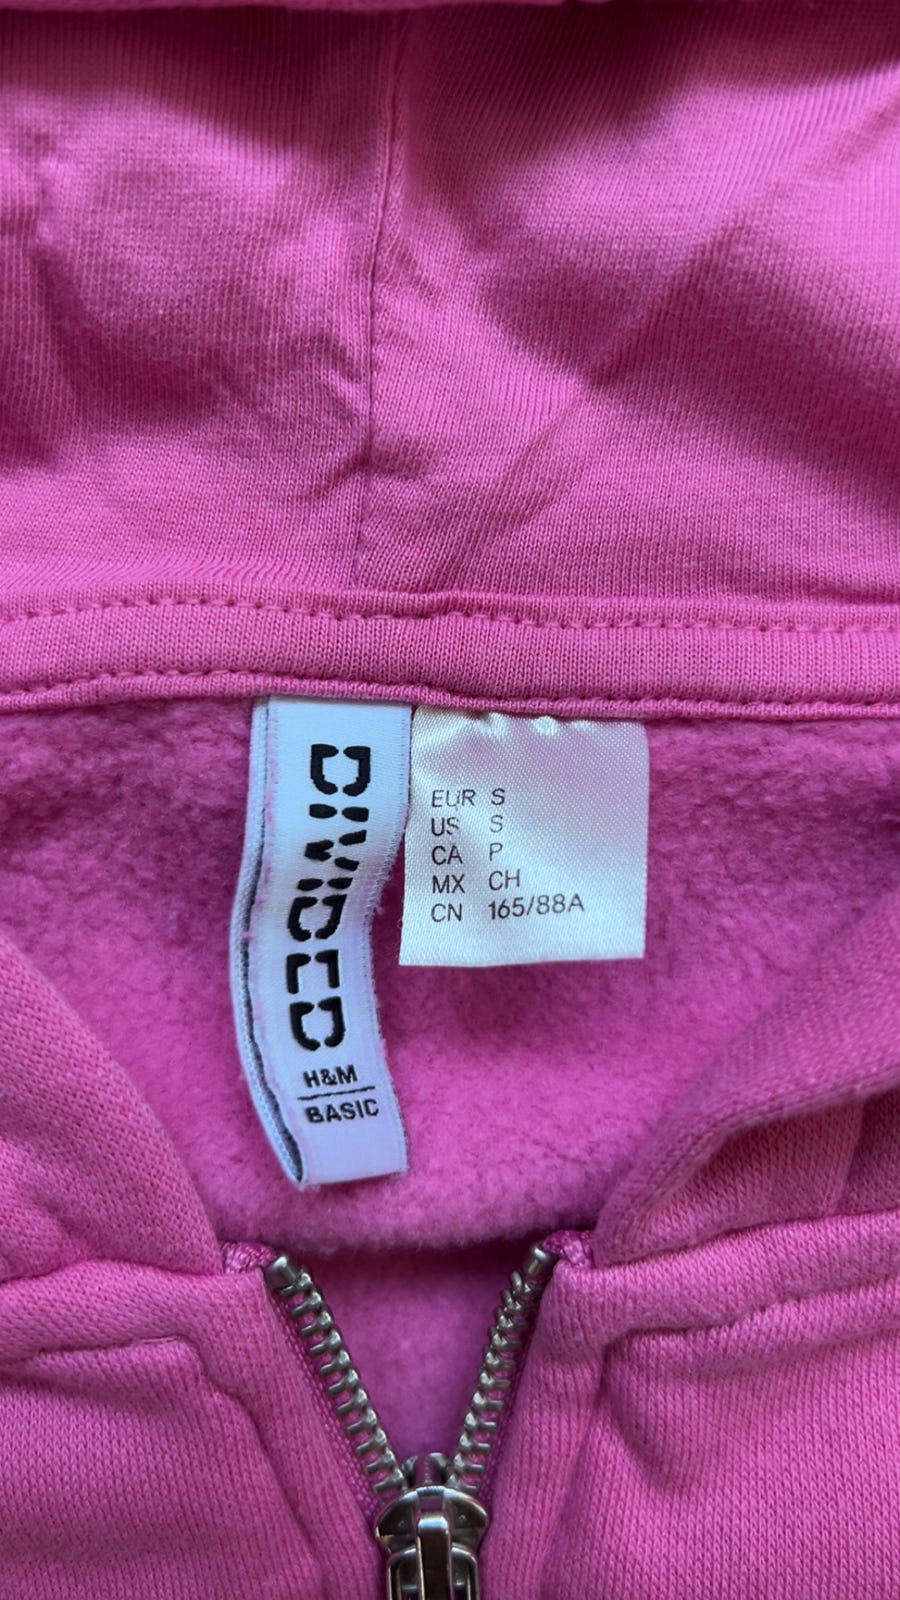 DIVIDED
H&M
BASIC
EUR S
US S
CA P
MX CH
CN 165/88A